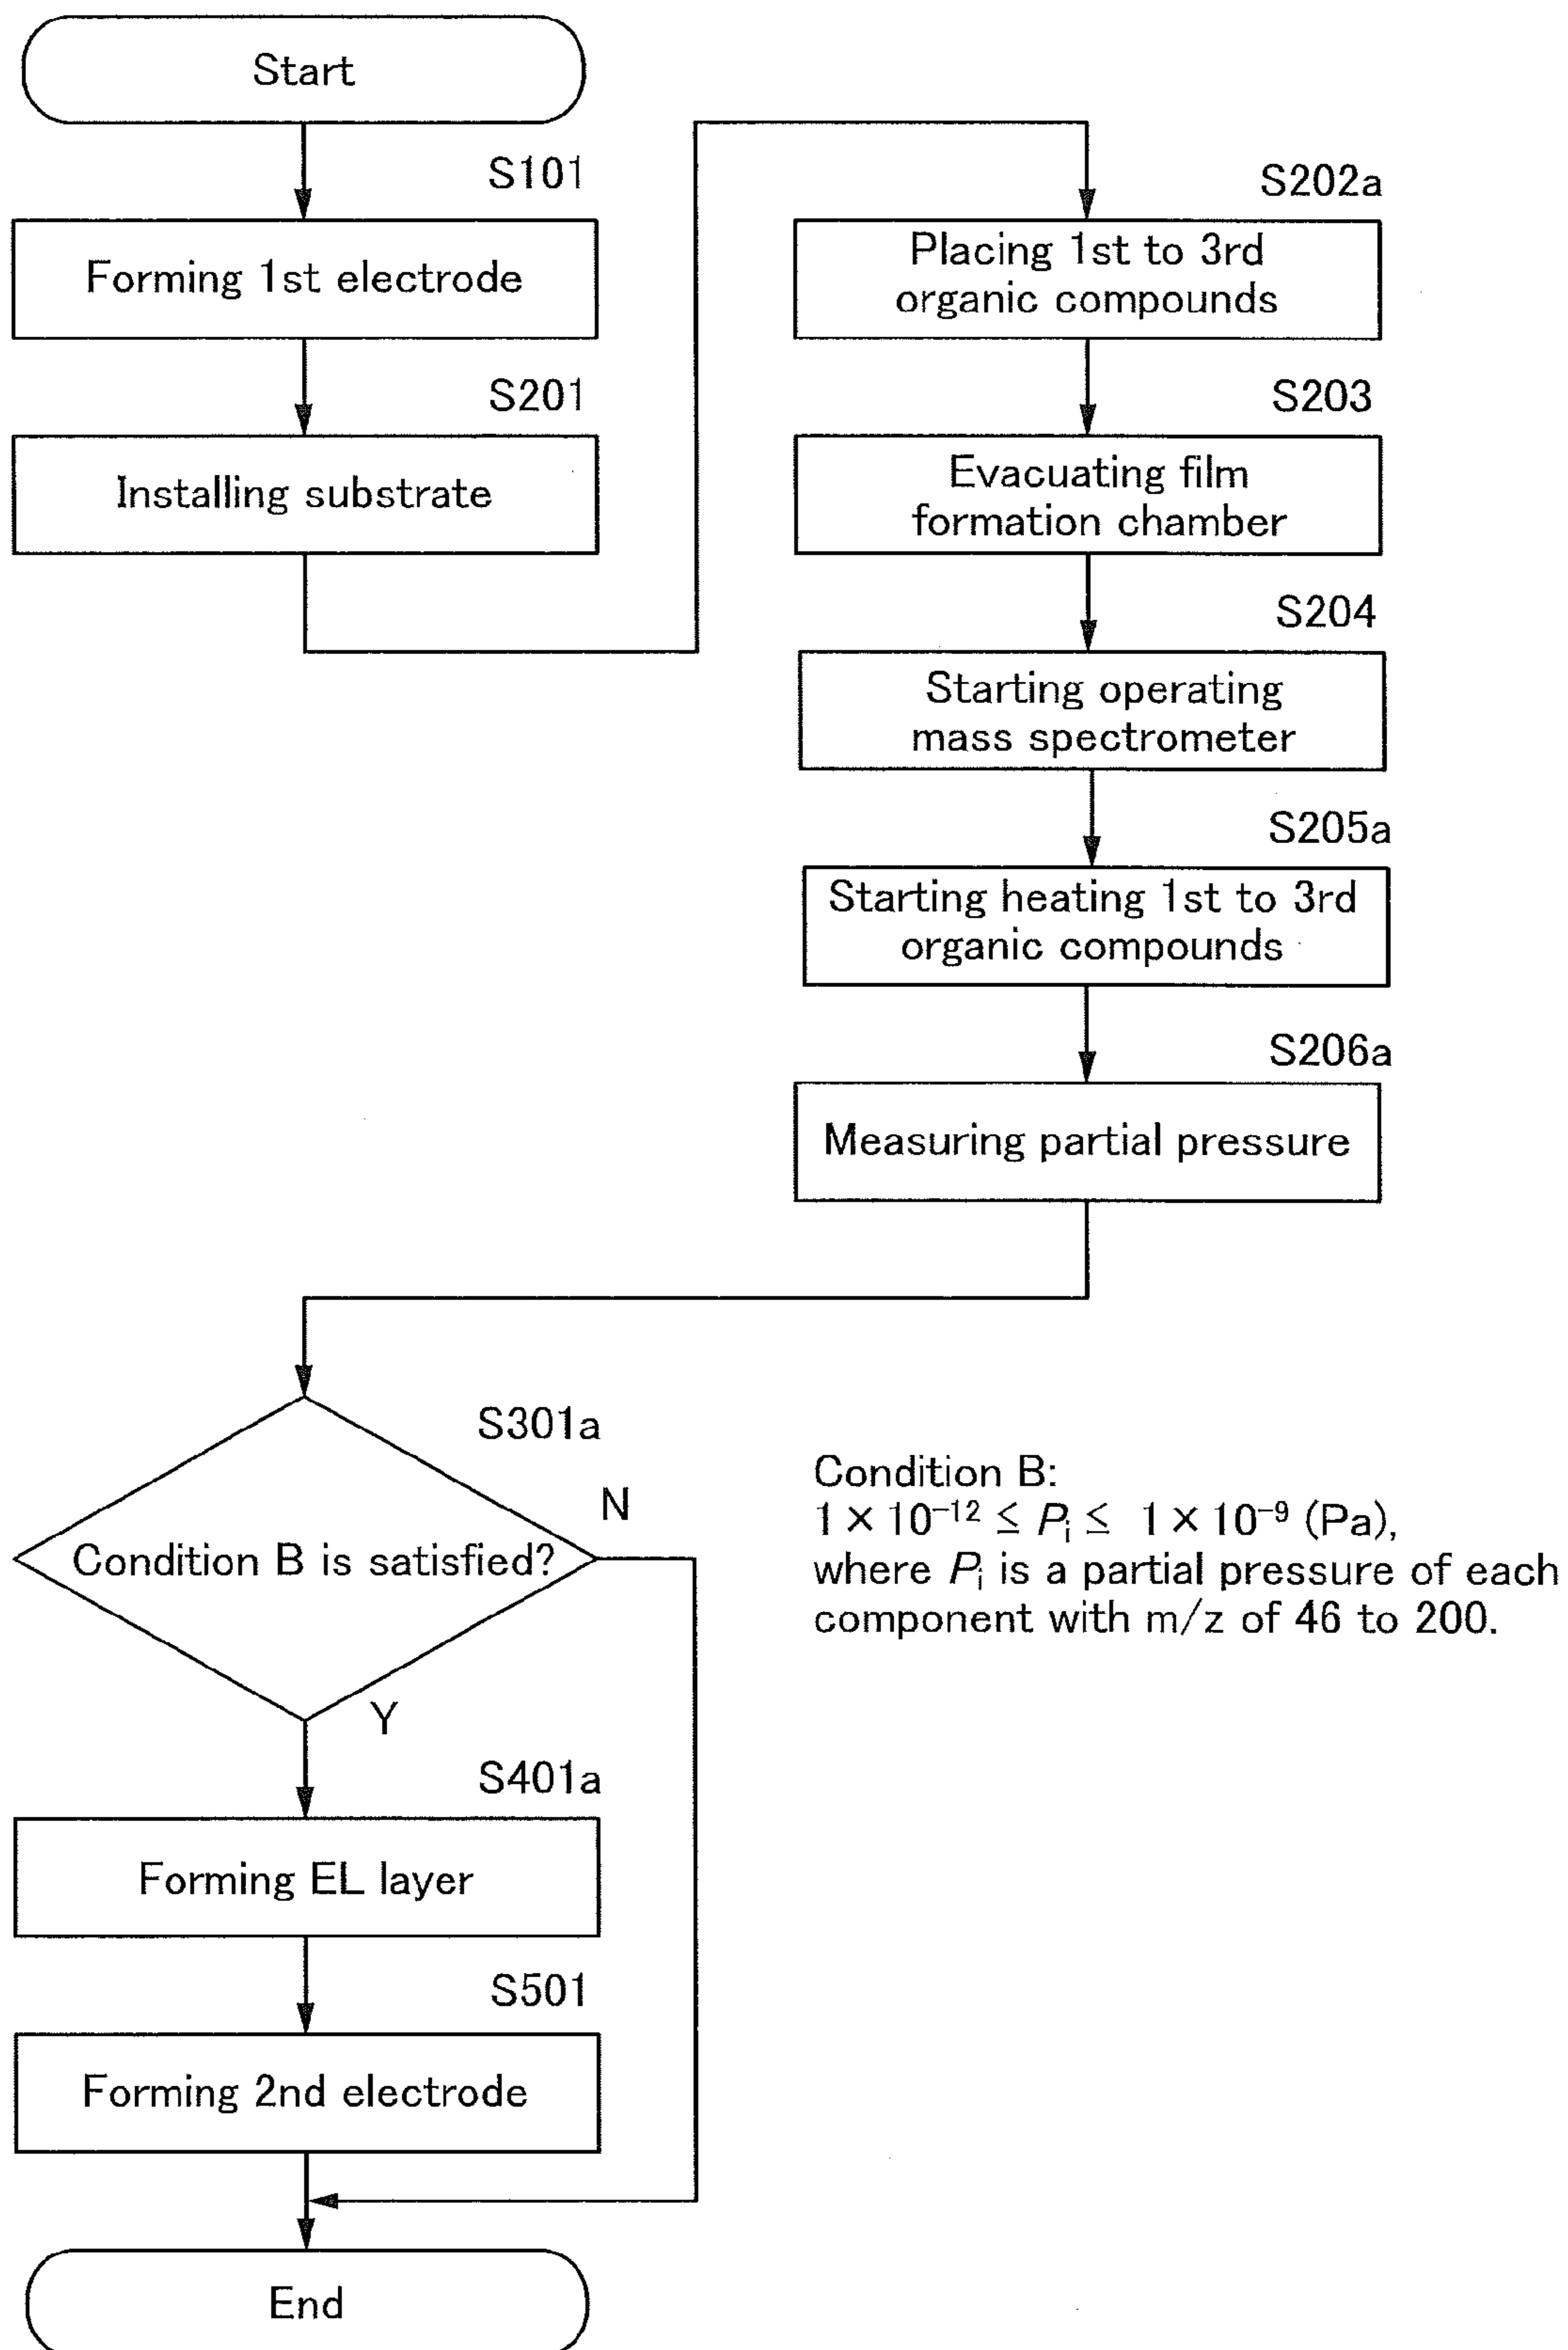 Start
S101
Forming 1st electrode
S201
Installing substrate
S202a
Placing 1st to 3rd
organic compounds
S203
Evacuating film
formation chamber
S204
Starting operating
mass spectrometer
S205a
Starting heating 1st to 3rd
organic compounds
S206a
Measuring partial pressure
S301a
Condition B is satisfied?
N
Y
Condition B:
1 × 10⁻¹² ≤ Pᵢ ≤ 1 × 10⁻⁹ (Pa),
where Pᵢ is a partial pressure of each
component with m/z of 46 to 200.
S401a
Forming EL layer
S501
Forming 2nd electrode
End